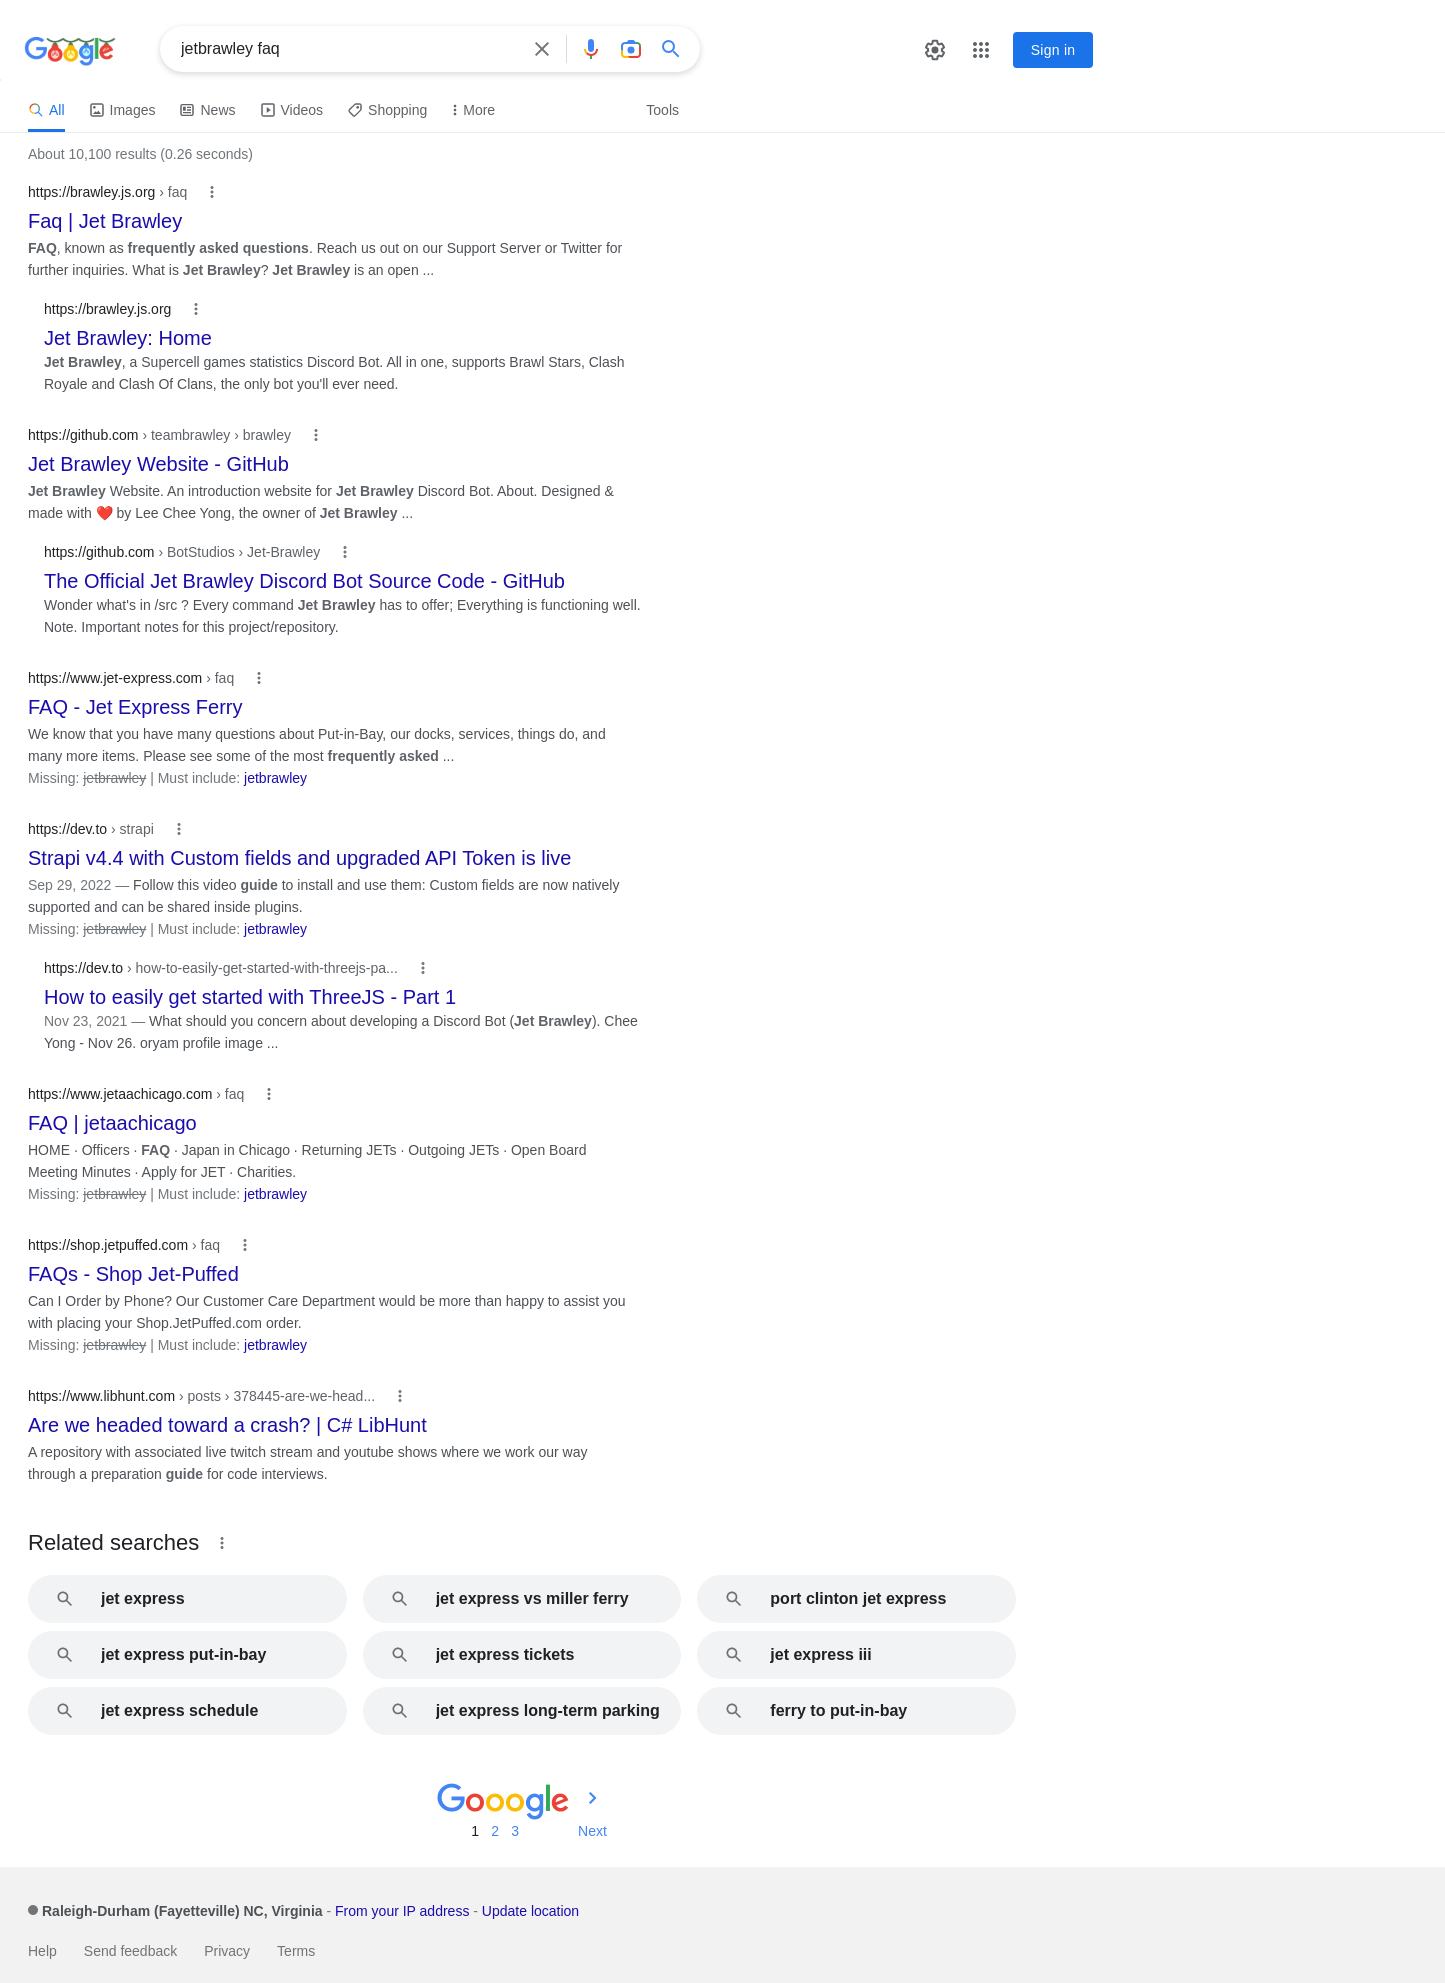 Google
jetbrawley faq
Sign in
All Images News Videos Shopping More Tools
About 10,100 results (0.26 seconds)
https://brawley.js.org › faq
Faq | Jet Brawley
FAQ, known as frequently asked questions. Reach us out on our Support Server or Twitter for
further inquiries. What is Jet Brawley? Jet Brawley is an open ...
https://brawley.js.org
Jet Brawley: Home
Jet Brawley, a Supercell games statistics Discord Bot. All in one, supports Brawl Stars, Clash
Royale and Clash Of Clans, the only bot you'll ever need.
https://github.com › teambrawley › brawley
Jet Brawley Website - GitHub
Jet Brawley Website. An introduction website for Jet Brawley Discord Bot. About. Designed &
made with ❤️ by Lee Chee Yong, the owner of Jet Brawley ...
https://github.com › BotStudios › Jet-Brawley
The Official Jet Brawley Discord Bot Source Code - GitHub
Wonder what's in /src ? Every command Jet Brawley has to offer; Everything is functioning well.
Note. Important notes for this project/repository.
https://www.jet-express.com › faq
FAQ - Jet Express Ferry
We know that you have many questions about Put-in-Bay, our docks, services, things do, and
many more items. Please see some of the most frequently asked ...
Missing: jetbrawley | Must include: jetbrawley
https://dev.to › strapi
Strapi v4.4 with Custom fields and upgraded API Token is live
Sep 29, 2022 — Follow this video guide to install and use them: Custom fields are now natively
supported and can be shared inside plugins.
Missing: jetbrawley | Must include: jetbrawley
https://dev.to › how-to-easily-get-started-with-threejs-pa...
How to easily get started with ThreeJS - Part 1
Nov 23, 2021 — What should you concern about developing a Discord Bot (Jet Brawley). Chee
Yong - Nov 26. oryam profile image ...
https://www.jetaachicago.com › faq
FAQ | jetaachicago
HOME · Officers · FAQ · Japan in Chicago · Returning JETs · Outgoing JETs · Open Board
Meeting Minutes · Apply for JET · Charities.
Missing: jetbrawley | Must include: jetbrawley
https://shop.jetpuffed.com › faq
FAQs - Shop Jet-Puffed
Can I Order by Phone? Our Customer Care Department would be more than happy to assist you
with placing your Shop.JetPuffed.com order.
Missing: jetbrawley | Must include: jetbrawley
https://www.libhunt.com › posts › 378445-are-we-head...
Are we headed toward a crash? | C# LibHunt
A repository with associated live twitch stream and youtube shows where we work our way
through a preparation guide for code interviews.
Related searches
jet express jet express vs miller ferry port clinton jet express
jet express put-in-bay jet express tickets jet express iii
jet express schedule jet express long-term parking ferry to put-in-bay
Gooogle
1 2 3 Next
Raleigh-Durham (Fayetteville) NC, Virginia - From your IP address - Update location
Help Send feedback Privacy Terms